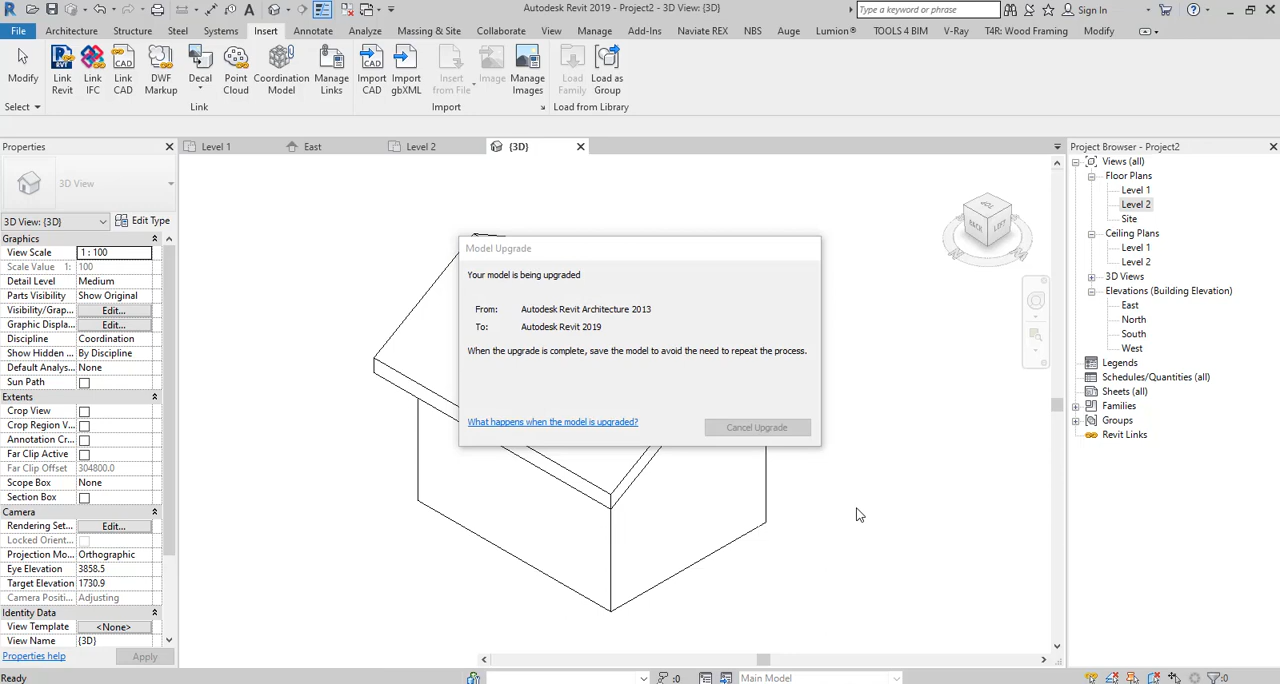 Autodesk Revit 2019 - Project2 - 3D View: {3D}
Type a keyword or phrase
Sign In
File
Architecture
Structure
Steel
Systems
Insert
Annotate
Analyze
Massing & Site
Collaborate
View
Manage
Add-Ins
Naviate REX
NBS
Auge
Lumion®
TOOLS 4 BIM
V-Ray
T4R: Wood Framing
Modify
Modify
Link Revit
Link IFC
Link CAD
DWF Markup
Decal
Point Cloud
Coordination Model
Manage Links
Import CAD
Import gbXML
Insert from File
Image
Manage Images
Load Family
Load as Group
Select
Link
Import
Load from Library
Properties
Level 1
East
Level 2
{3D}
Project Browser - Project2
3D View
3D View: {3D}
Edit Type
Graphics
View Scale
1 : 100
Scale Value 1:
100
Detail Level
Medium
Parts Visibility
Show Original
Visibility/Grap...
Edit...
Graphic Displa...
Edit...
Discipline
Coordination
Show Hidden ...
By Discipline
Default Analys...
None
Sun Path
Extents
Crop View
Crop Region V...
Annotation Cr...
Far Clip Active
Far Clip Offset
304800.0
Scope Box
None
Section Box
Camera
Rendering Set...
Edit...
Locked Orient...
Projection Mo...
Orthographic
Eye Elevation
3858.5
Target Elevation
1730.9
Camera Positi...
Adjusting
Identity Data
View Template
<None>
View Name
{3D}
Properties help
Apply
Model Upgrade
Your model is being upgraded
From: Autodesk Revit Architecture 2013
To: Autodesk Revit 2019
When the upgrade is complete, save the model to avoid the need to repeat the process.
What happens when the model is upgraded?
Cancel Upgrade
BACK
Views (all)
Floor Plans
Level 1
Level 2
Site
Ceiling Plans
Level 1
Level 2
3D Views
Elevations (Building Elevation)
East
North
South
West
Legends
Schedules/Quantities (all)
Sheets (all)
Families
Groups
Revit Links
Ready
:0
Main Model
:0